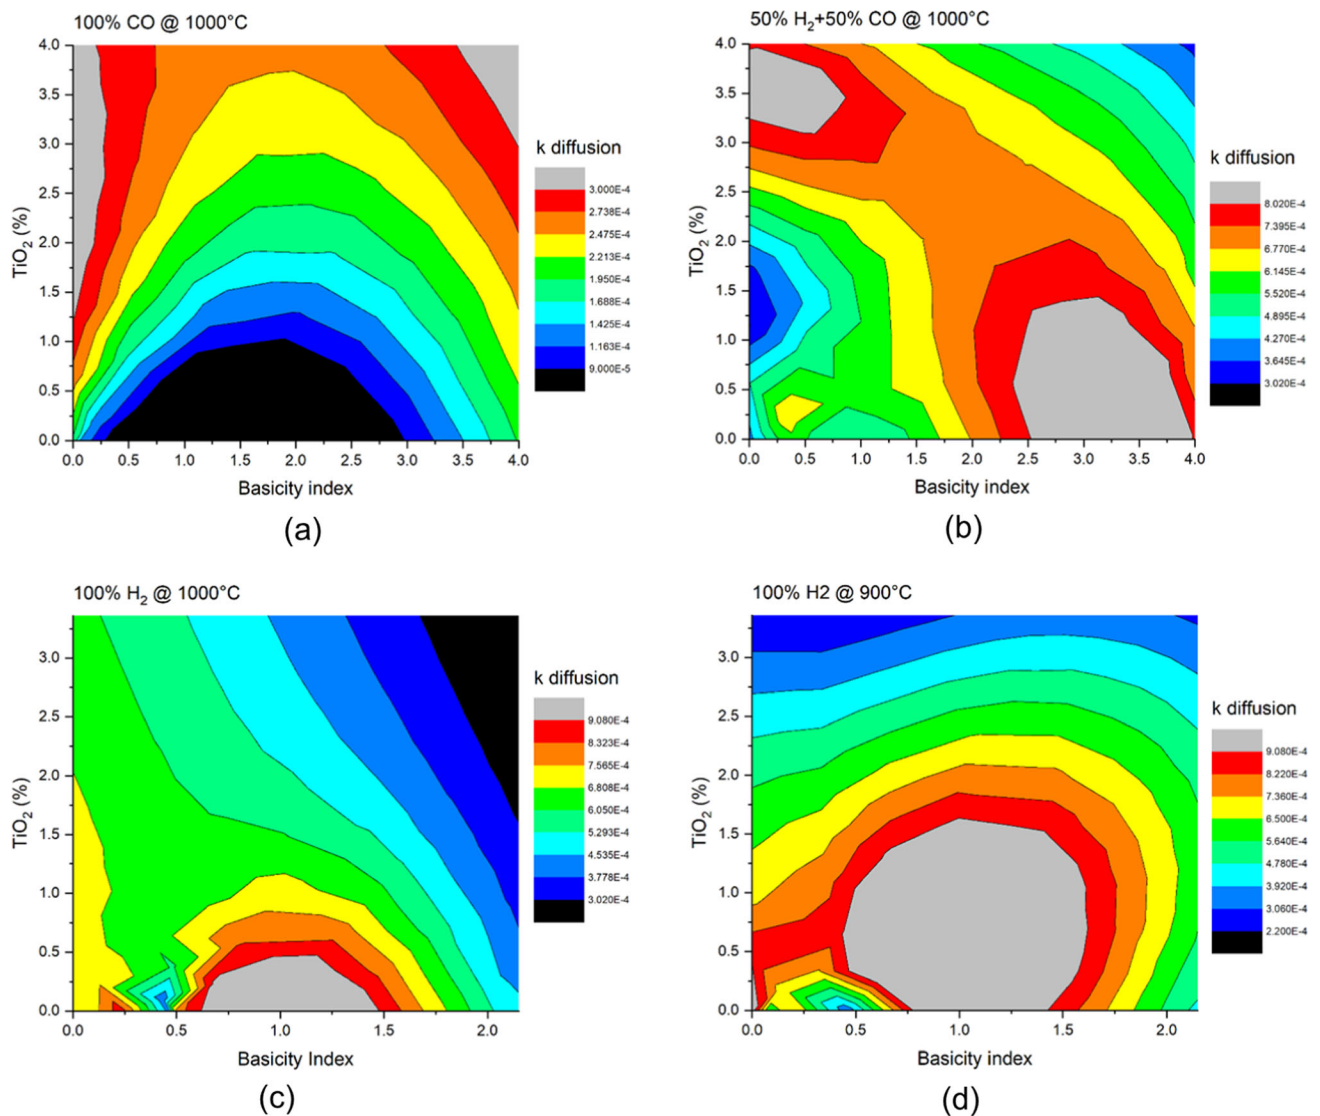 100% CO @ 1000°C
4.0
3.5
3.0
2.5
2.0
1.5
1.0
0.5
0.0
TiO2 (%)
0.0 0.5 1.0 1.5 2.0 2.5 3.0 3.5 4.0
Basicity index
k diffusion
3.000E-4
2.738E-4
2.475E-4
2.213E-4
1.950E-4
1.688E-4
1.425E-4
1.163E-4
9.000E-5
(a)
50% H2+50% CO @ 1000°C
4.0
3.5
3.0
2.5
2.0
1.5
1.0
0.5
0.0
TiO2 (%)
0.0 0.5 1.0 1.5 2.0 2.5 3.0 3.5 4.0
Basicity index
k diffusion
8.020E-4
7.395E-4
6.770E-4
6.145E-4
5.520E-4
4.895E-4
4.270E-4
3.645E-4
3.020E-4
(b)
100% H2 @ 1000°C
3.0
2.5
2.0
1.5
1.0
0.5
0.0
TiO2 (%)
0.0 0.5 1.0 1.5 2.0
Basicity Index
k diffusion
9.080E-4
8.323E-4
7.565E-4
6.808E-4
6.050E-4
5.293E-4
4.535E-4
3.778E-4
3.020E-4
(c)
100% H2 @ 900°C
3.0
2.5
2.0
1.5
1.0
0.5
0.0
TiO2 (%)
0.0 0.5 1.0 1.5 2.0
Basicity index
k diffusion
9.080E-4
8.220E-4
7.360E-4
6.500E-4
5.640E-4
4.780E-4
3.920E-4
3.060E-4
2.200E-4
(d)